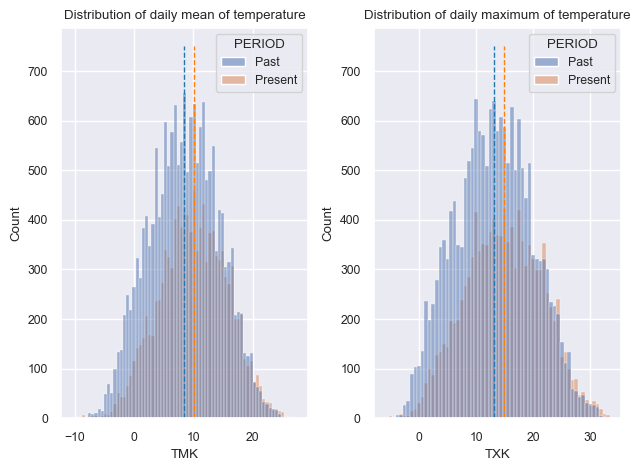 Distribution of daily mean of temperature
PERIOD
Past
Present
700
600
500
400
300
200
100
0
Count
−10
0
10
20
TMK
Distribution of daily maximum of temperature
PERIOD
Past
Present
700
600
500
400
300
200
100
0
Count
0
10
20
30
TXK